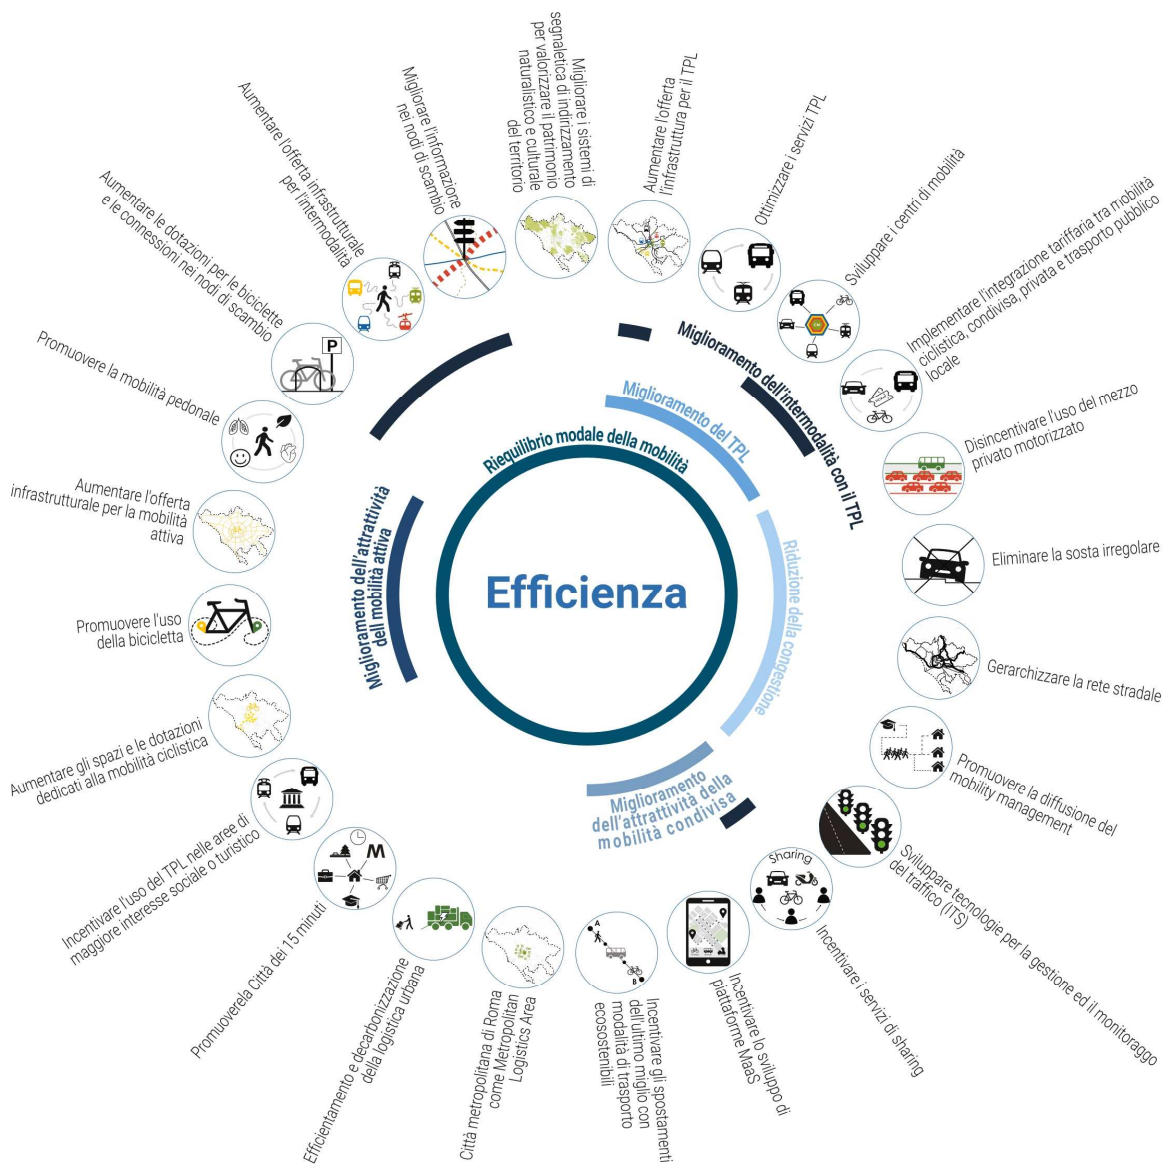 Migliorare i sistemi di
segnaletica di indirizzamento
per valorizzare il patrimonio
naturalistico e culturale
del territorio
Aumentare l'offerta
l'infrastruttura per il TPL
Ottimizzare i servizi TPL
Sviluppare i centri di mobilità
CM
Implementare l'integrazione tariffaria tra mobilità
ciclistica, condivisa, privata e trasporto pubblico
locale
Disincentivare l'uso del mezzo
privato motorizzato
Eliminare la sosta irregolare
Gerarchizzare la rete stradale
Promuovere la diffusione del
mobility management
Sviluppare tecnologie per la gestione ed il monitoraggo
del traffico (ITS)
Sharing
Incentivare i servizi di sharing
Incentivare lo sviluppo di
piattaforme MaaS
A
B
Incentivare gli spostamenti
dell'ultimo miglio con
modalità di trasporto
ecosostenibili
Città metropolitana di Roma
come Metropolitan
Logistics Area
Efficientamento e decarbonizzazione
della logistica urbana
M
Promuoverela Città dei 15 minuti
Incentivare l'uso del TPL nelle aree di
maggiore interesse sociale o turistico
Aumentare gli spazi e le dotazioni
dedicati alla mobilità ciclistica
Promuovere l'uso
della bicicletta
Aumentare l'offerta
infrastrutturale per la mobilità
attiva
Promuovere la mobilità pedonale
P
Aumentare le dotazioni per le biciclette
e le connessioni nei nodi di scambio
Aumentare l'offerta infrastrutturale
per l'intermodalità
Migliorare l'informazione
nei nodi di scambio
Miglioramento dell'intermodalità con il TPL
Miglioramento del TPL
Riduzione della congestione
Miglioramento
dell'attrattività della
mobilità condivisa
Miglioramento dell'attrattività
dell mobilità attiva
Riequilibrio modale della mobilità
Efficienza